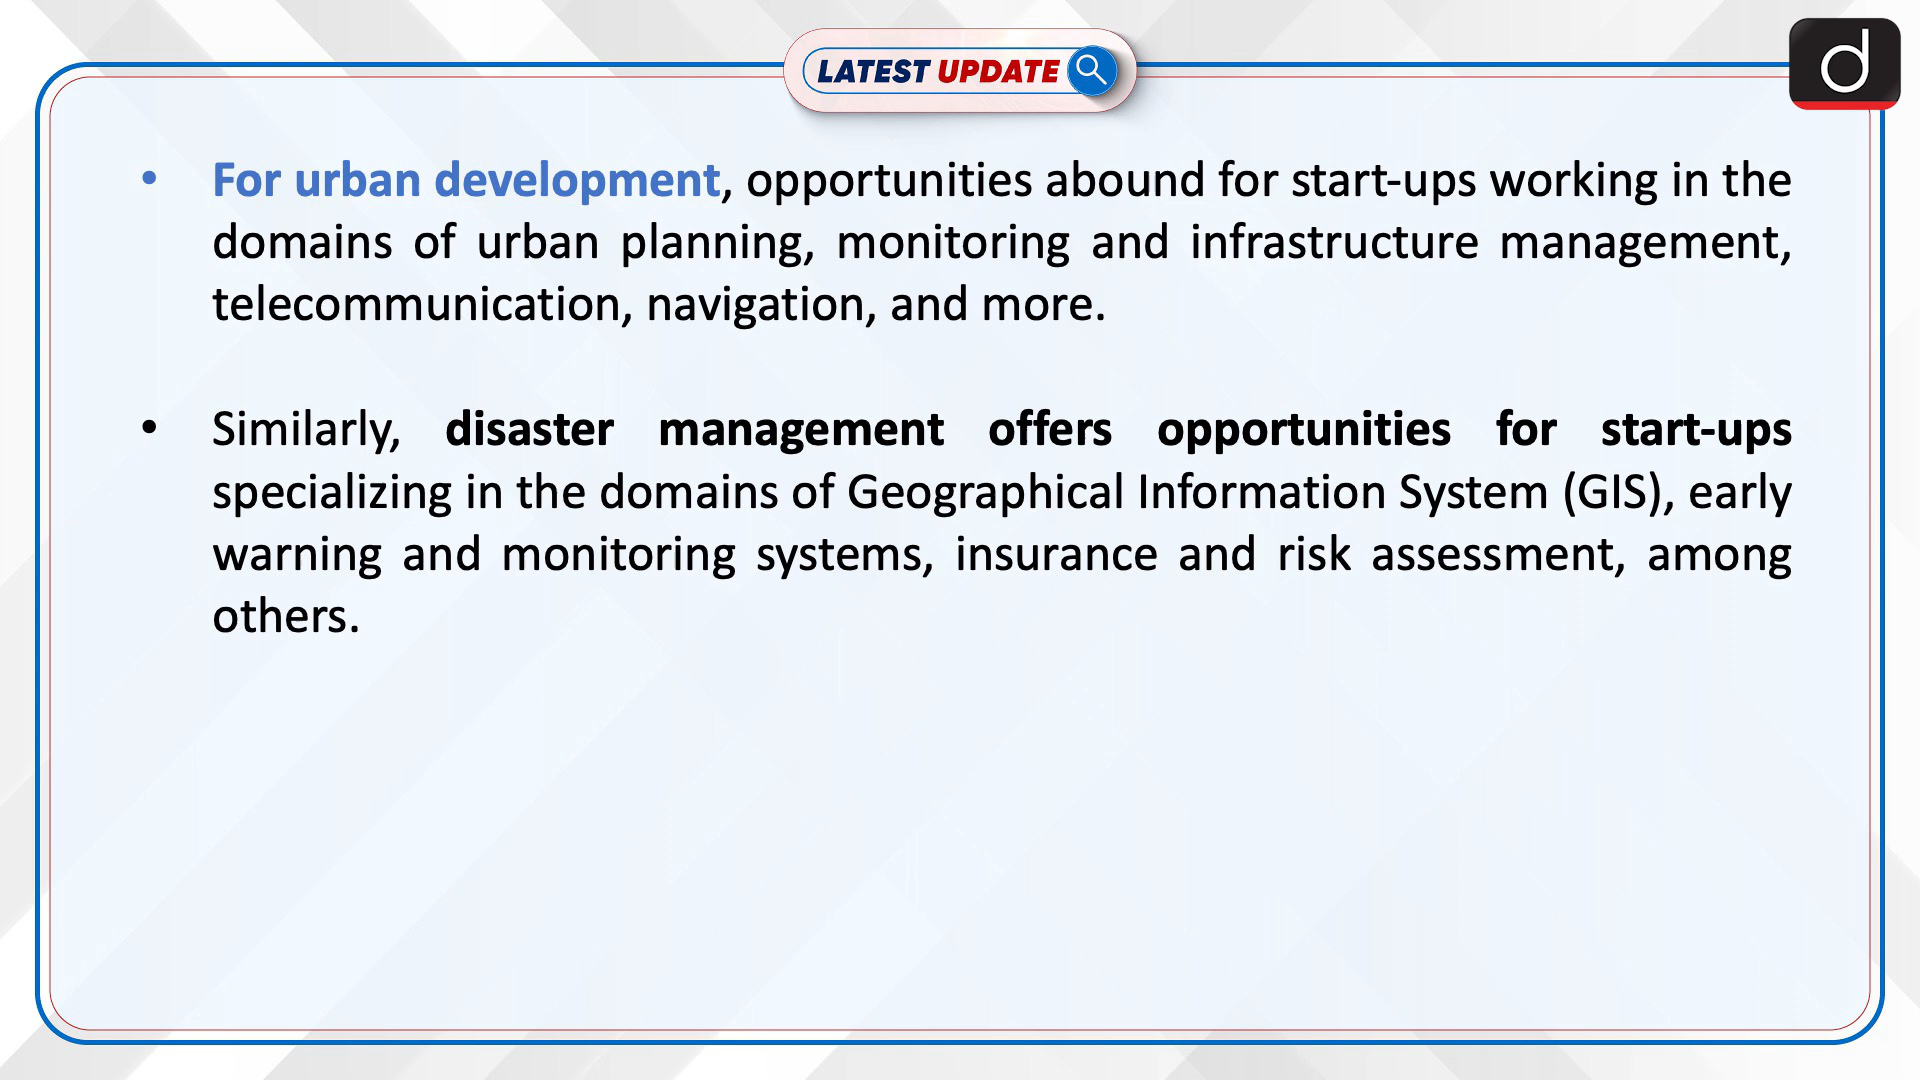 LATEST UPDATE
d
• For urban development, opportunities abound for start-ups working in the
domains of urban planning, monitoring and infrastructure management,
telecommunication, navigation, and more.
• Similarly, disaster management offers opportunities for start-ups
specializing in the domains of Geographical Information System (GIS), early
warning and monitoring systems, insurance and risk assessment, among
others.